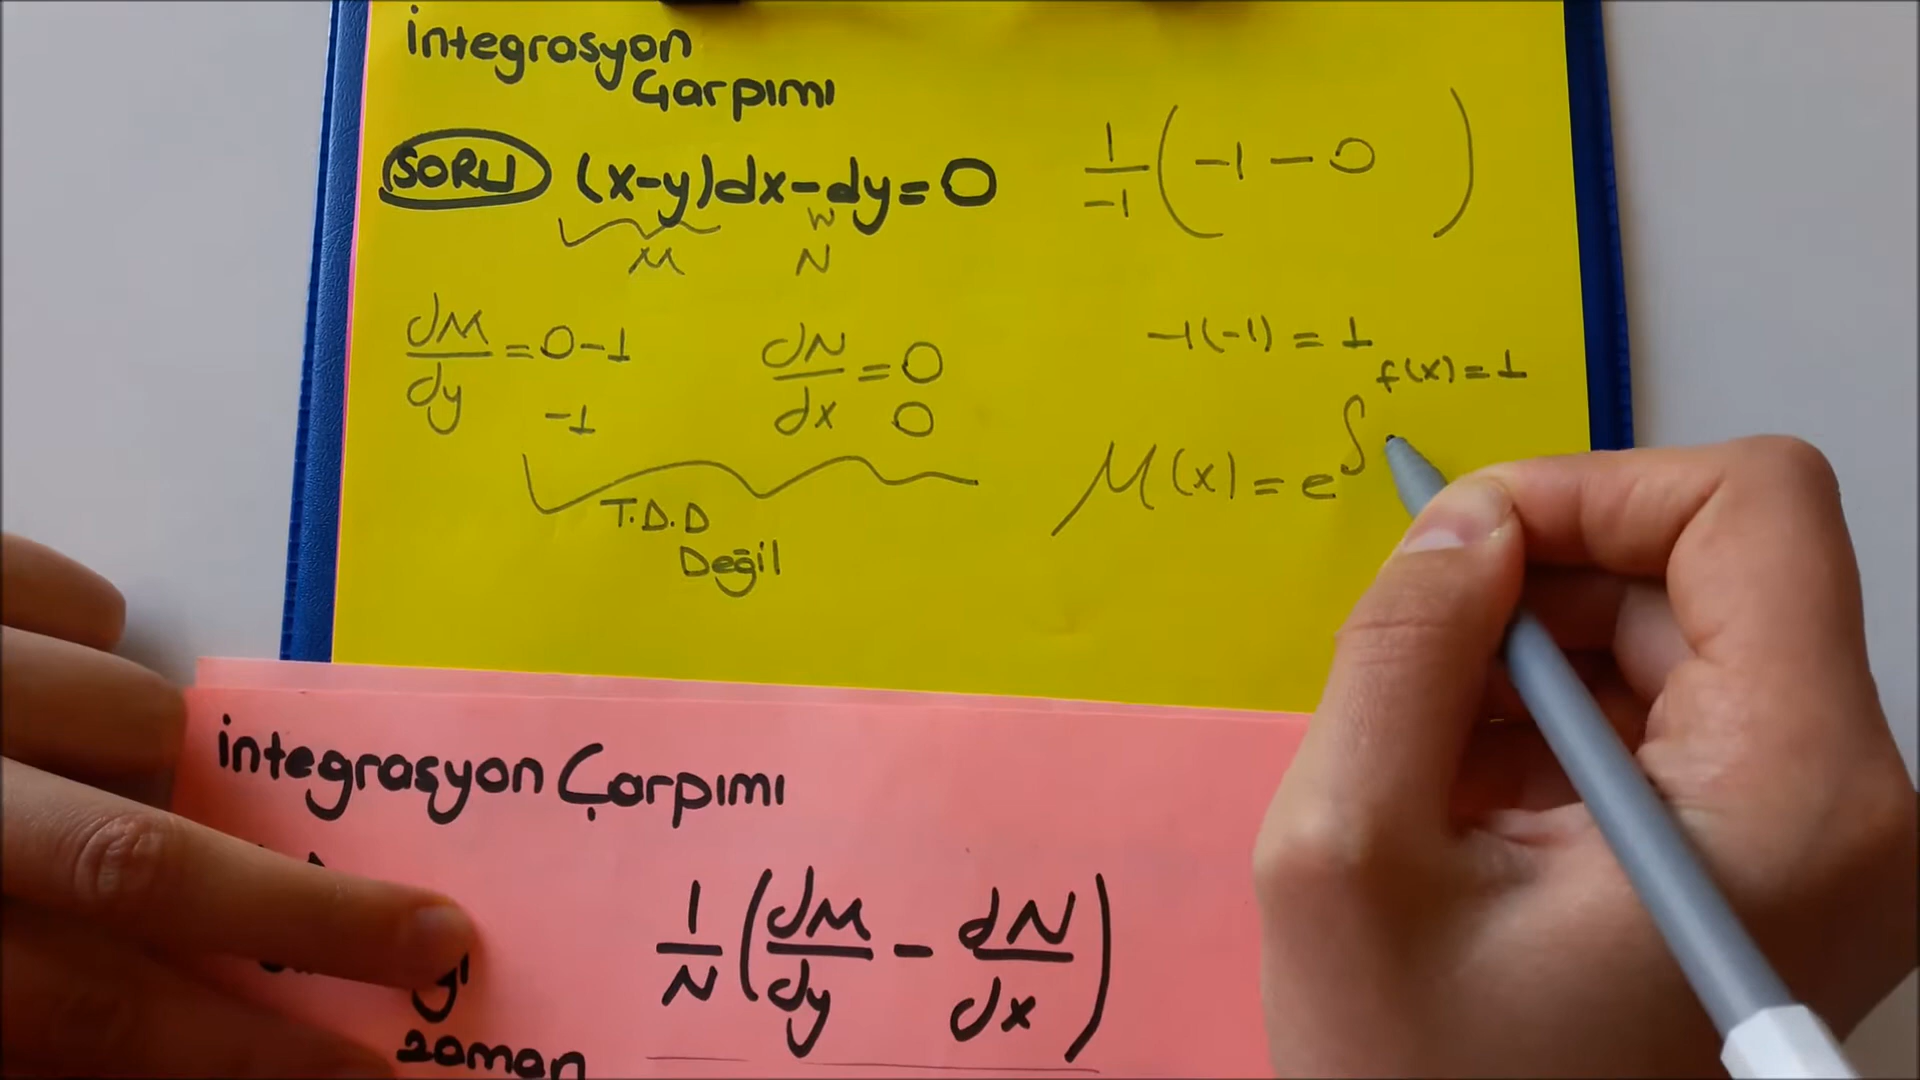 İntegrasyon
Çarpımı
SORU (x-y)dx-dy=0
M N
dM/dy = 0-1
-1
dN/dx = 0
0
T.D.D
Değil
1/-1 ( -1 - 0 )
-1(-1) = 1
f(x) = 1
M(x) = e^∫
integrasyon Çarpımı
1/N (dM/dy - dN/dx)
zaman